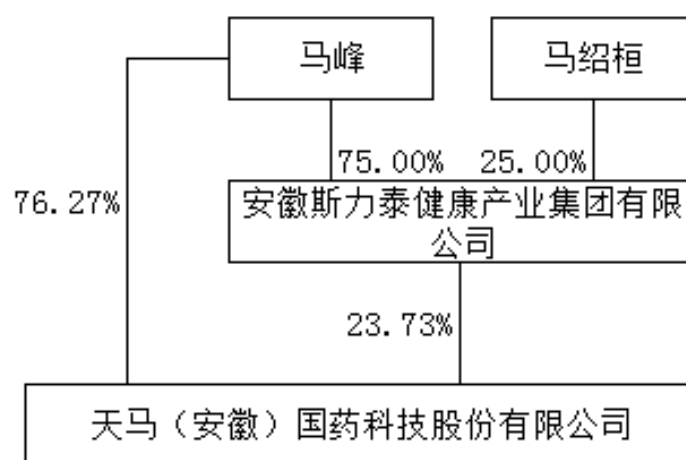 马峰
马绍桓
75.00%
25.00%
76.27%
安徽斯力泰健康产业集团有限
公司
23.73%
天马（安徽）国药科技股份有限公司